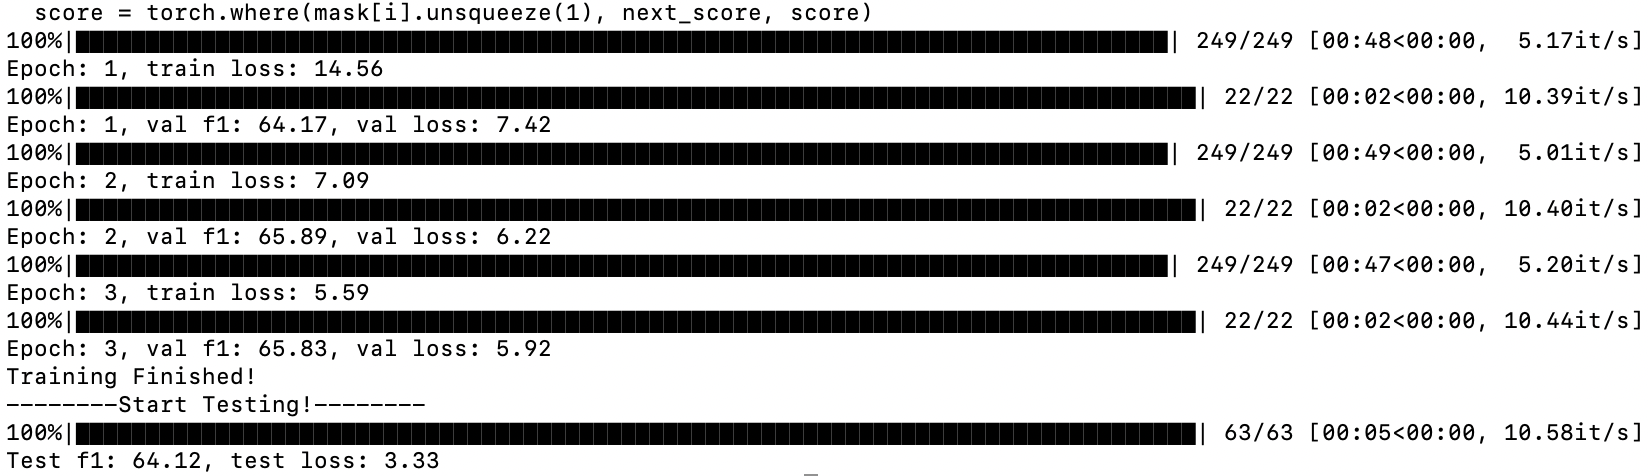 score = torch.where(mask[i].unsqueeze(1), next_score, score)
100%|██████████| 249/249 [00:48<00:00,  5.17it/s]
Epoch: 1, train loss: 14.56
100%|██████████| 22/22 [00:02<00:00, 10.39it/s]
Epoch: 1, val f1: 64.17, val loss: 7.42
100%|██████████| 249/249 [00:49<00:00,  5.01it/s]
Epoch: 2, train loss: 7.09
100%|██████████| 22/22 [00:02<00:00, 10.40it/s]
Epoch: 2, val f1: 65.89, val loss: 6.22
100%|██████████| 249/249 [00:47<00:00,  5.20it/s]
Epoch: 3, train loss: 5.59
100%|██████████| 22/22 [00:02<00:00, 10.44it/s]
Epoch: 3, val f1: 65.83, val loss: 5.92
Training Finished!
--------Start Testing!--------
100%|██████████| 63/63 [00:05<00:00, 10.58it/s]
Test f1: 64.12, test loss: 3.33